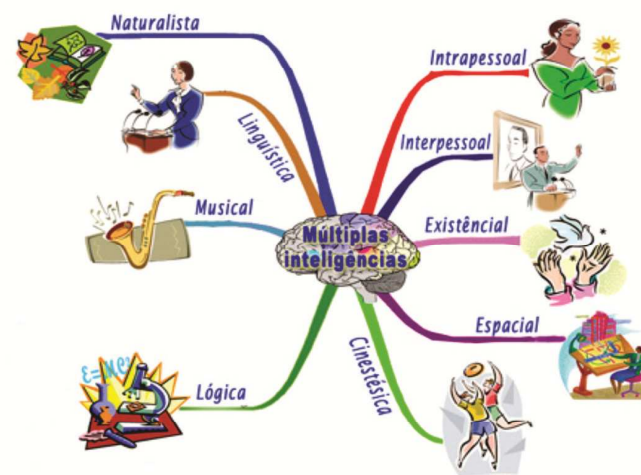 Naturalista
Linguística
Musical
Lógica
E=MC²
Múltiplas
inteligências
Intrapessoal
Interpessoal
Existêncial
Espacial
Cinestésica